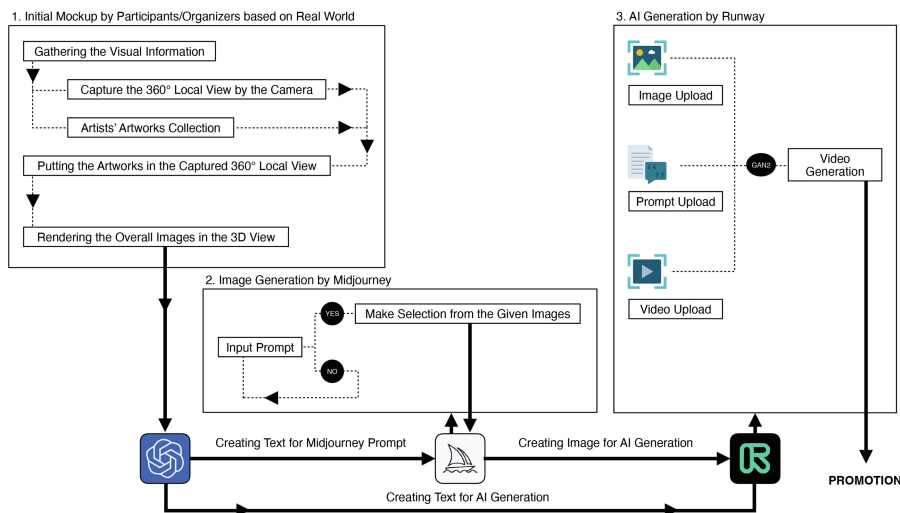 1. Initial Mockup by Participants/Organizers based on Real World
Gathering the Visual Information
Capture the 360° Local View by the Camera
Artists' Artworks Collection
Putting the Artworks in the Captured 360° Local View
Rendering the Overall Images in the 3D View
2. Image Generation by Midjourney
Input Prompt
YES
Make Selection from the Given Images
NO
3. AI Generation by Runway
Image Upload
Prompt Upload
Video Upload
GAN2
Video
Generation
Creating Text for Midjourney Prompt
Creating Image for AI Generation
Creating Text for AI Generation
PROMOTION